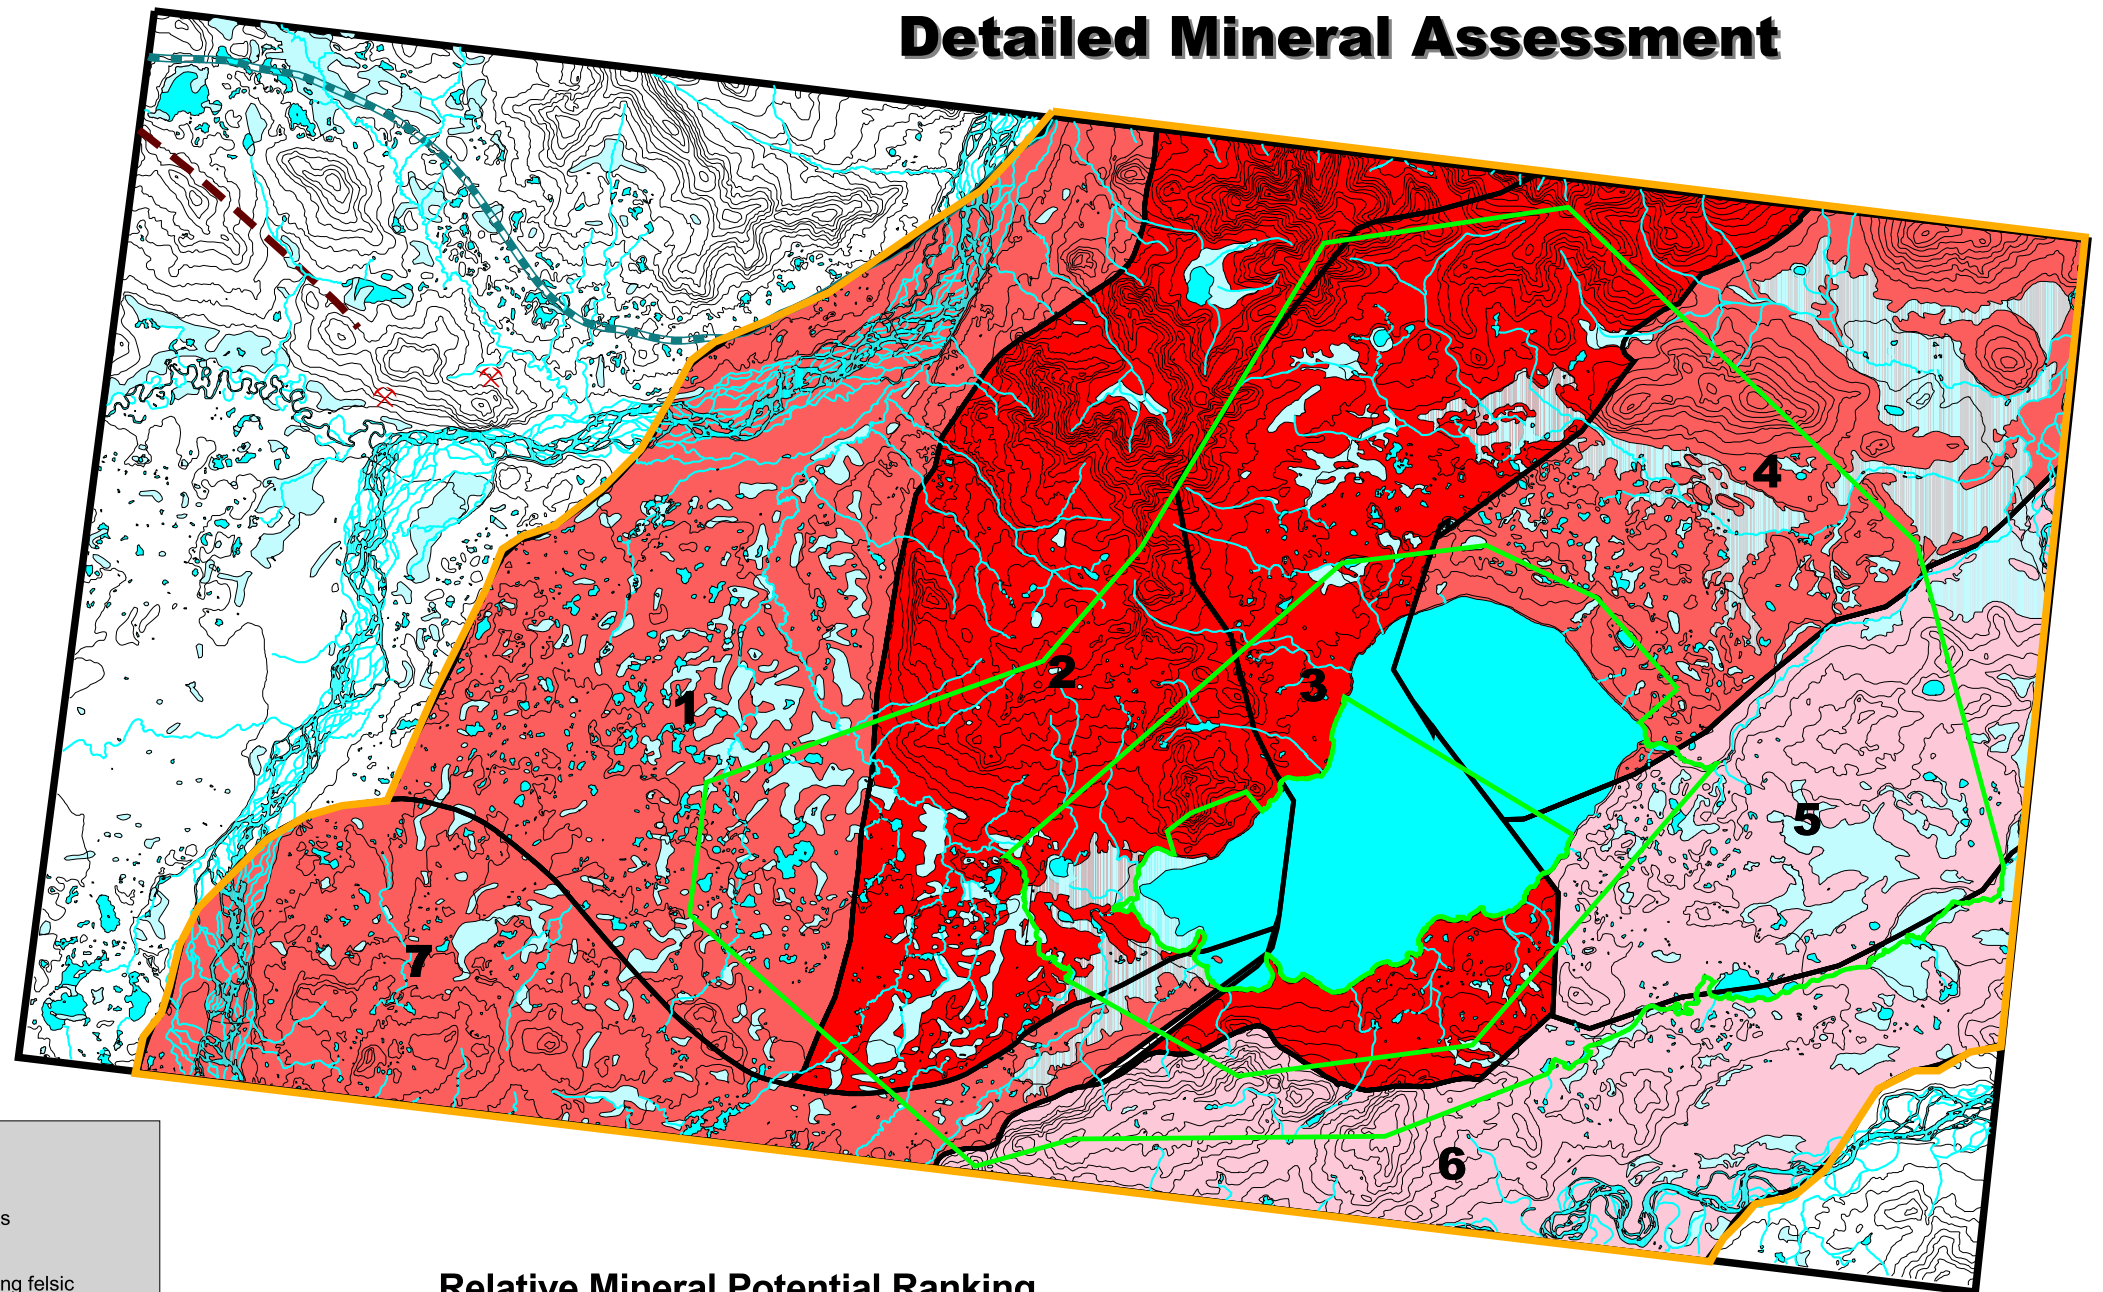 Detailed Mineral Assessment
4
2
3
1
5
7
6
s
ng felsic
Relative Mineral Potential Ranking